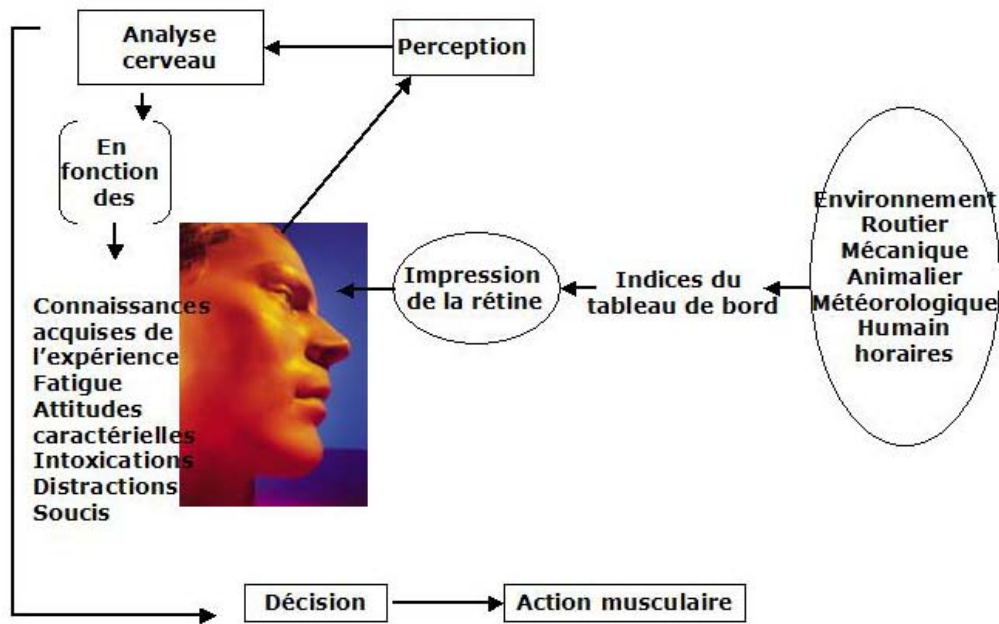 Analyse
cerveau
Perception
En
fonction
des
Connaissances
acquises de
l’expérience
Fatigue
Attitudes
caractérielles
Intoxications
Distractions
Soucis
Impression
de la rétine
Indices du
tableau de bord
Environnement
Routier
Mécanique
Animalier
Météorologique
Humain
horaires
Décision
Action musculaire